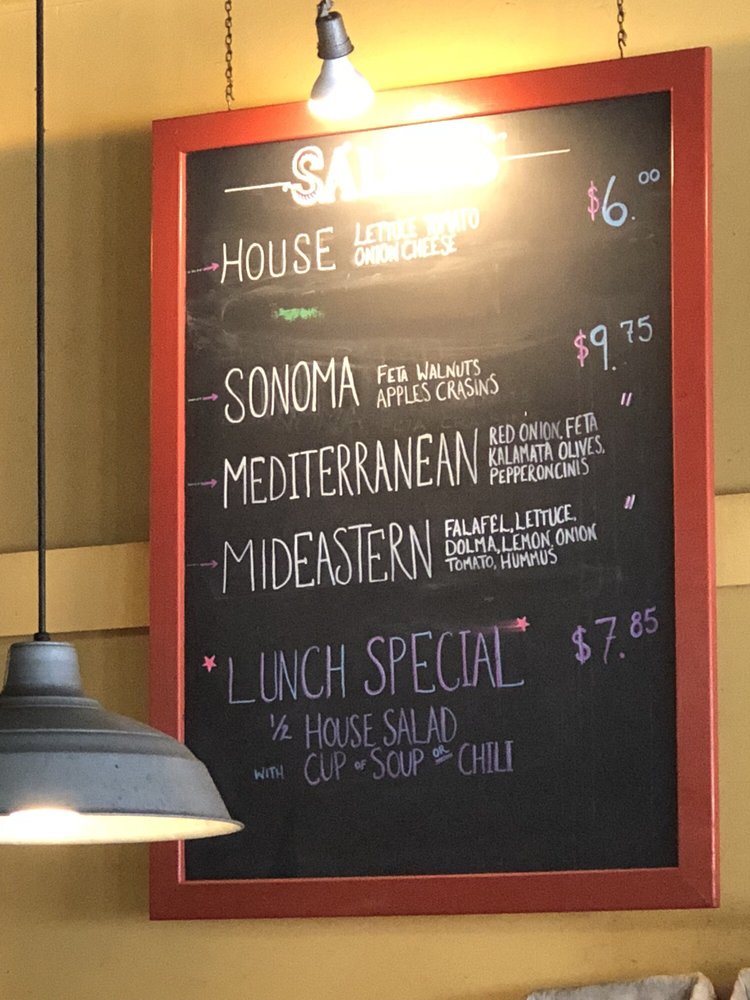 SALADS
HOUSE LETTUCE TOMATO $6.00
ONION CHEESE
SONOMA FETA WALNUTS $9.75
APPLES CRASINS
MEDITERRANEAN RED ONION, FETA "
KALAMATA OLIVES,
PEPPERONCINIS
MIDEASTERN FALAFEL, LETTUCE, "
DOLMA, LEMON, ONION
TOMATO, HUMMUS
LUNCH SPECIAL $7.85
1/2 HOUSE SALAD
WITH CUP OF SOUP OR CHILI